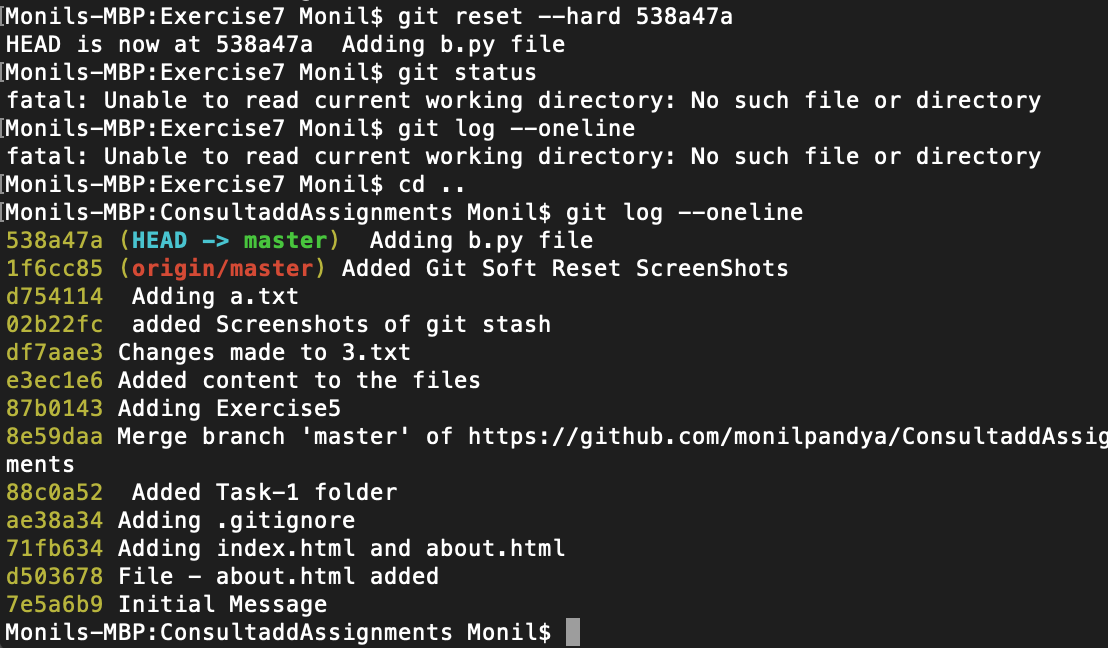 [Monils-MBP:Exercise7 Monil$ git reset --hard 538a47a
HEAD is now at 538a47a  Adding b.py file
[Monils-MBP:Exercise7 Monil$ git status
fatal: Unable to read current working directory: No such file or directory
[Monils-MBP:Exercise7 Monil$ git log --oneline
fatal: Unable to read current working directory: No such file or directory
[Monils-MBP:Exercise7 Monil$ cd ..
[Monils-MBP:ConsultaddAssignments Monil$ git log --oneline
538a47a (HEAD -> master)  Adding b.py file
1f6cc85 (origin/master) Added Git Soft Reset ScreenShots
d754114  Adding a.txt
02b22fc  added Screenshots of git stash
df7aae3 Changes made to 3.txt
e3ec1e6 Added content to the files
87b0143 Adding Exercise5
8e59daa Merge branch 'master' of https://github.com/monilpandya/ConsultaddAssig
ments
88c0a52  Added Task-1 folder
ae38a34 Adding .gitignore
71fb634 Adding index.html and about.html
d503678 File - about.html added
7e5a6b9 Initial Message
Monils-MBP:ConsultaddAssignments Monil$